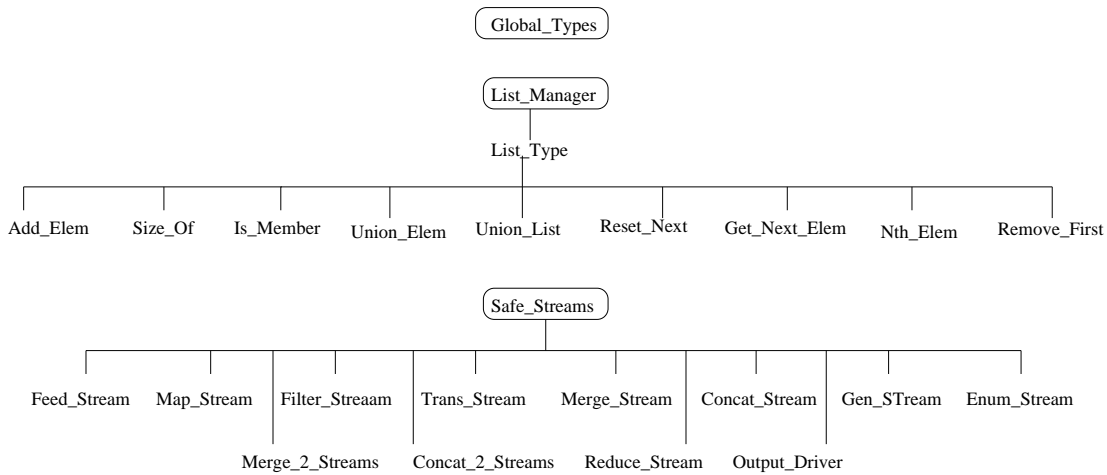 Global_Types
List_Manager
List_Type
Add_Elem Size_Of Is_Member Union_Elem Union_List Reset_Next Get_Next_Elem Nth_Elem Remove_First
Safe_Streams
Feed_Stream Map_Stream Filter_Streaam Trans_Stream Merge_Stream Concat_Stream Gen_STream Enum_Stream
Merge_2_Streams Concat_2_Streams Reduce_Stream Output_Driver